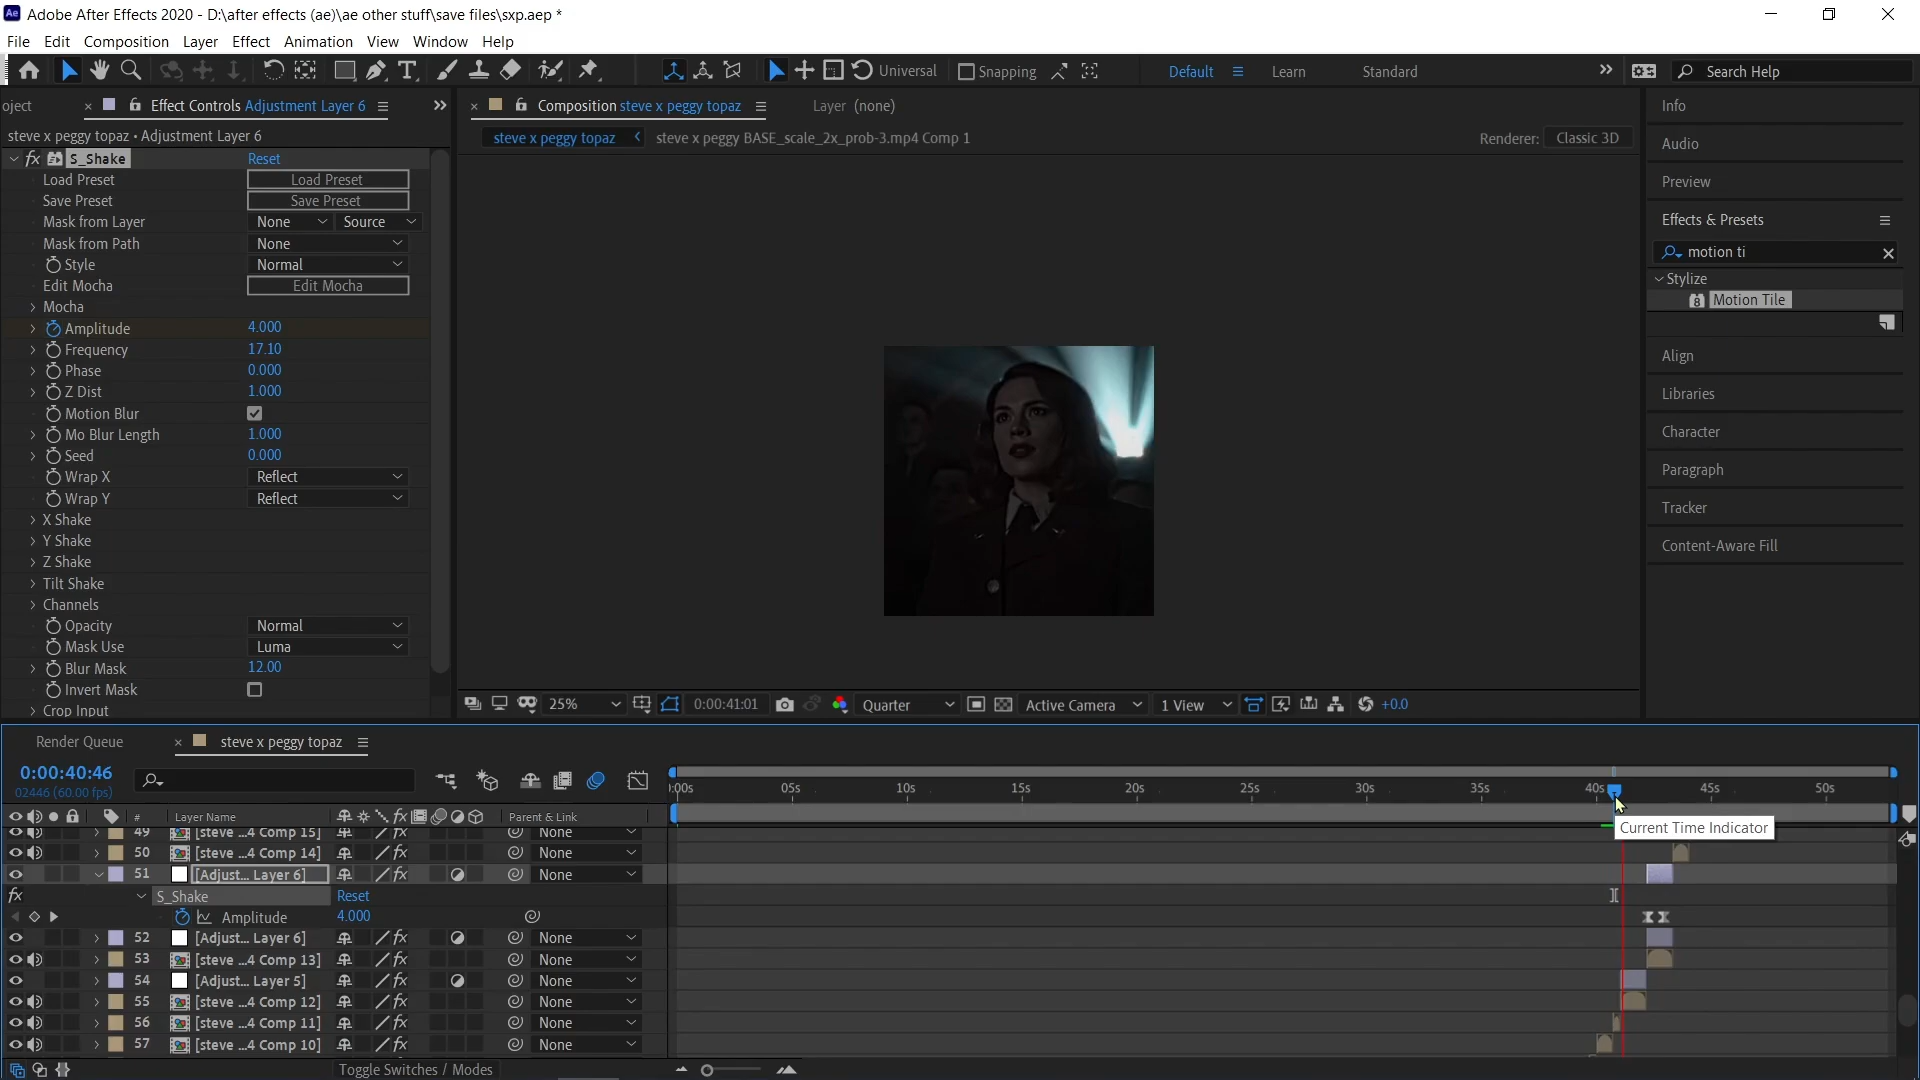 Adobe After Effects 2020 - D:\after effects (ae)\ae other stuff\save files\sxp.aep *
File Edit Composition Layer Effect Animation View Window Help
Universal Snapping Default Learn Standard Search Help
oject Effect Controls Adjustment Layer 6
steve x peggy topaz • Adjustment Layer 6
fx S_Shake Reset
Load Preset Load Preset
Save Preset Save Preset
Mask from Layer None Source
Mask from Path None
Style Normal
Edit Mocha Edit Mocha
Mocha
Amplitude 4.000
Frequency 17.10
Phase 0.000
Z Dist 1.000
Motion Blur
Mo Blur Length 1.000
Seed 0.000
Wrap X Reflect
Wrap Y Reflect
X Shake
Y Shake
Z Shake
Tilt Shake
Channels
Opacity Normal
Mask Use Luma
Blur Mask 12.00
Invert Mask
Crop Input
Composition steve x peggy topaz Layer (none)
steve x peggy topaz steve x peggy BASE_scale_2x_prob-3.mp4 Comp 1 Renderer: Classic 3D
25% 0:00:41:01 Quarter Active Camera 1 View +0.0
Info
Audio
Preview
Effects & Presets
motion ti
Stylize
Motion Tile
Align
Libraries
Character
Paragraph
Tracker
Content-Aware Fill
Render Queue steve x peggy topaz
0:00:40:46
02446 (60.00 fps)
):00s 05s 10s 15s 20s 25s 30s 35s 40s 45s 50s
# Layer Name Parent & Link
Current Time Indicator
49 [steve ...4 Comp 15] None
50 [steve ...4 Comp 14] None
51 [Adjust... Layer 6] None
fx S_Shake Reset
Amplitude 4.000
52 [Adjust... Layer 6] None
53 [steve ...4 Comp 13] None
54 [Adjust... Layer 5] None
55 [steve ...4 Comp 12] None
56 [steve ...4 Comp 11] None
57 [steve ...4 Comp 10] None
Toggle Switches / Modes